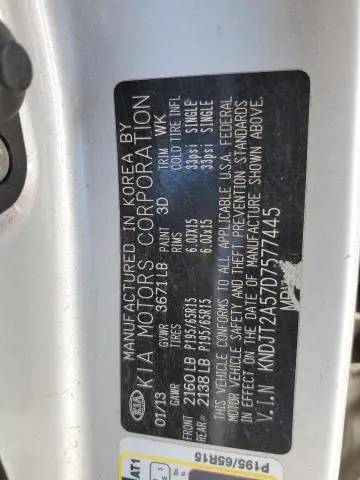 MANUFACTURED IN KOREA BY
KIA KIA MOTORS CORPORATION
01/13 GVWR 3671LB PAINT 3D TRIM WK
GAWR TIRES RIMS COLD TIRE INFL
FRONT 2160LB P195/65R15 6.0JX15 33psi SINGLE
REAR 2138LB P195/65R15 6.0JX15 33psi SINGLE
THIS VEHICLE CONFORMS TO ALL APPLICABLE U.S.A. FEDERAL
MOTOR VEHICLE SAFETY AND THEFT PREVENTION STANDARDS
IN EFFECT ON THE DATE OF MANUFACTURE SHOWN ABOVE.
V.I.N KNDJT2A57D7577445
P195/65R15